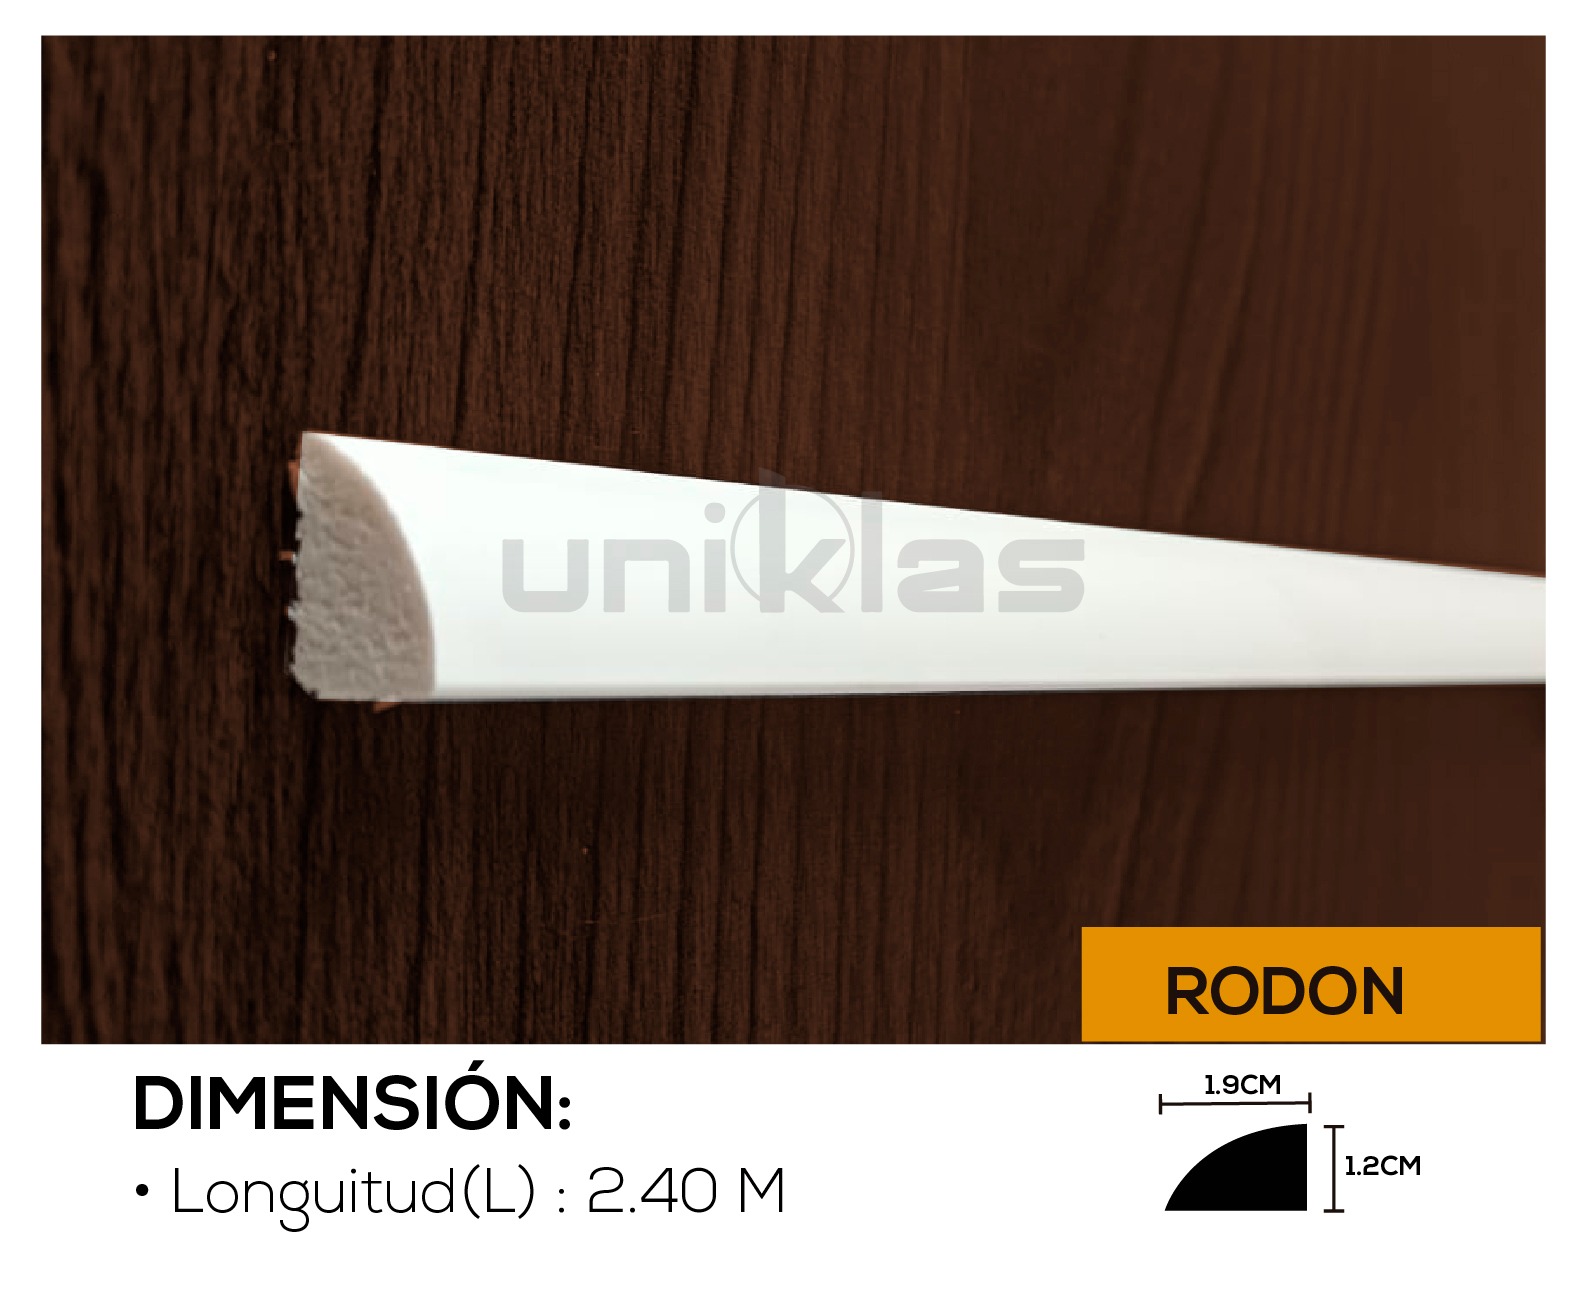 uniklas
RODON
DIMENSIÓN:
1.9CM
1.2CM
• Longuitud(L) : 2.40 M